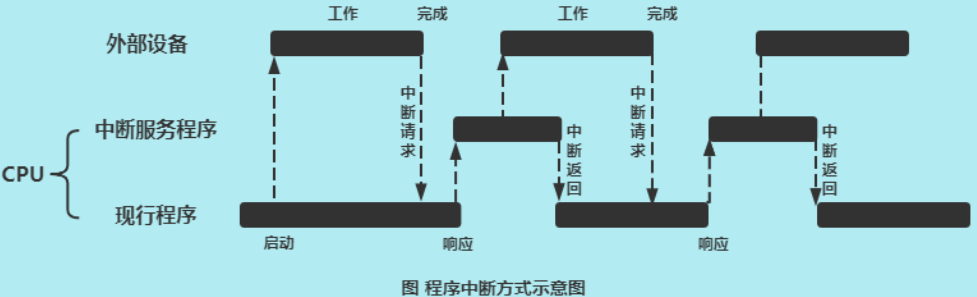 工作 完成 工作 完成
外部设备
中断请求
中断请求
中断服务程序
中断返回
中断返回
CPU
现行程序
启动 响应 响应
图 程序中断方式示意图